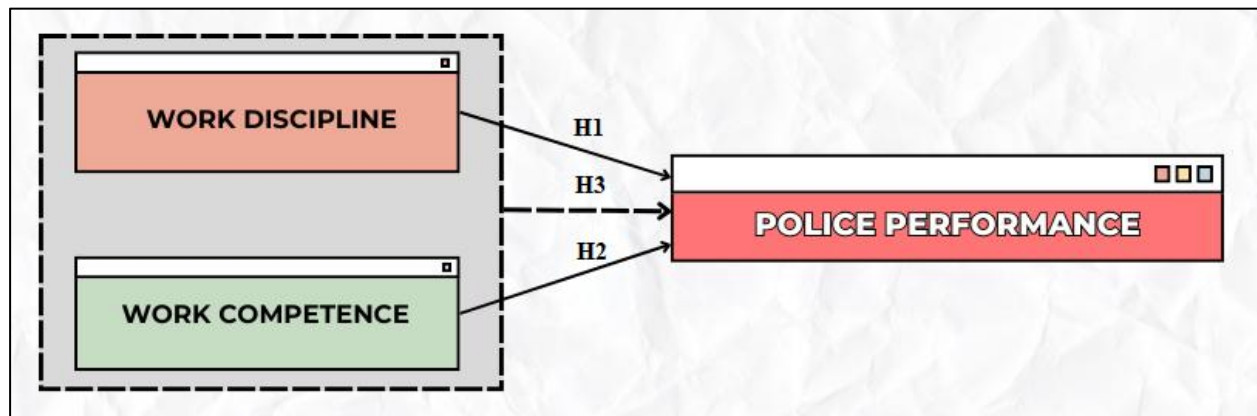 WORK DISCIPLINE
H1
H3
POLICE PERFORMANCE
H2
WORK COMPETENCE